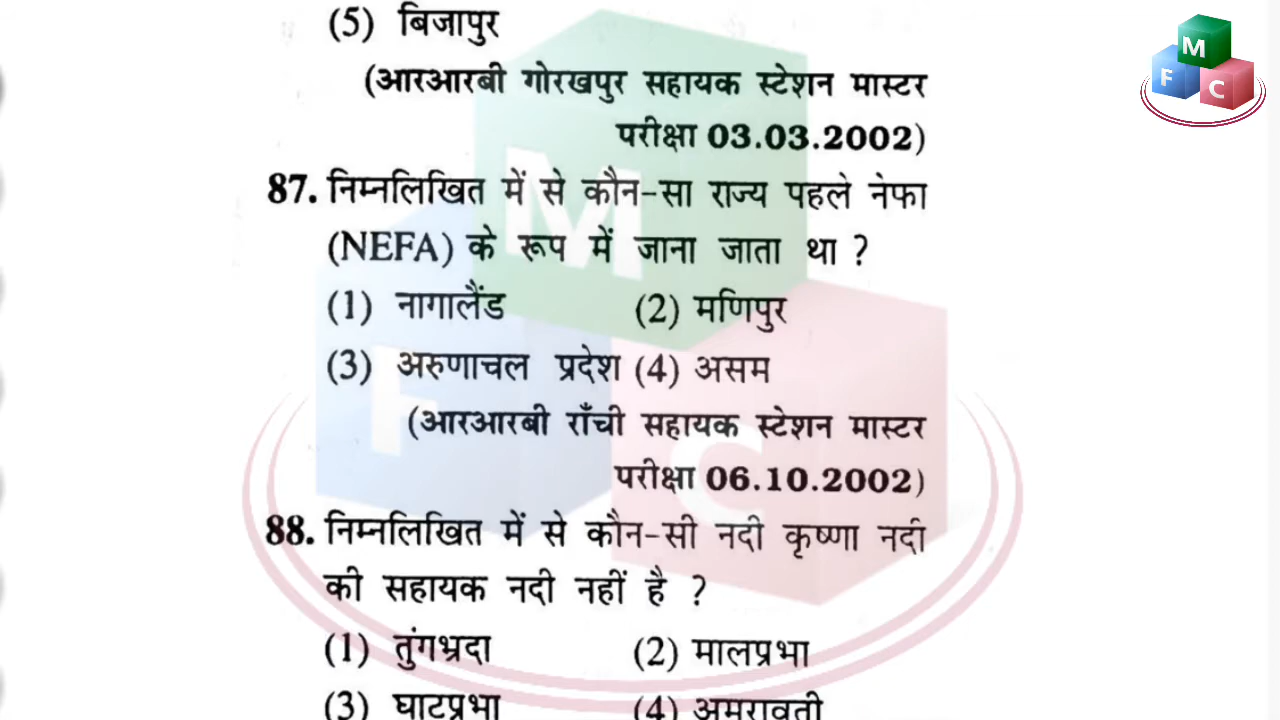 (5) बिजापुर
(आरआरबी गोरखपुर सहायक स्टेशन मास्टर
परीक्षा 03.03.2002)
87. निम्नलिखित में से कौन-सा राज्य पहले नेफा
(NEFA) के रूप में जाना जाता था ?
(1) नागालैंड (2) मणिपुर
(3) अरुणाचल प्रदेश (4) असम
(आरआरबी राँची सहायक स्टेशन मास्टर
परीक्षा 06.10.2002)
88. निम्नलिखित में से कौन-सी नदी कृष्णा नदी
की सहायक नदी नहीं है ?
(1) तुंगभ्रदा (2) मालप्रभा
(3) घाटप्रभा (4) अमरावती
M
F C
M
F
C